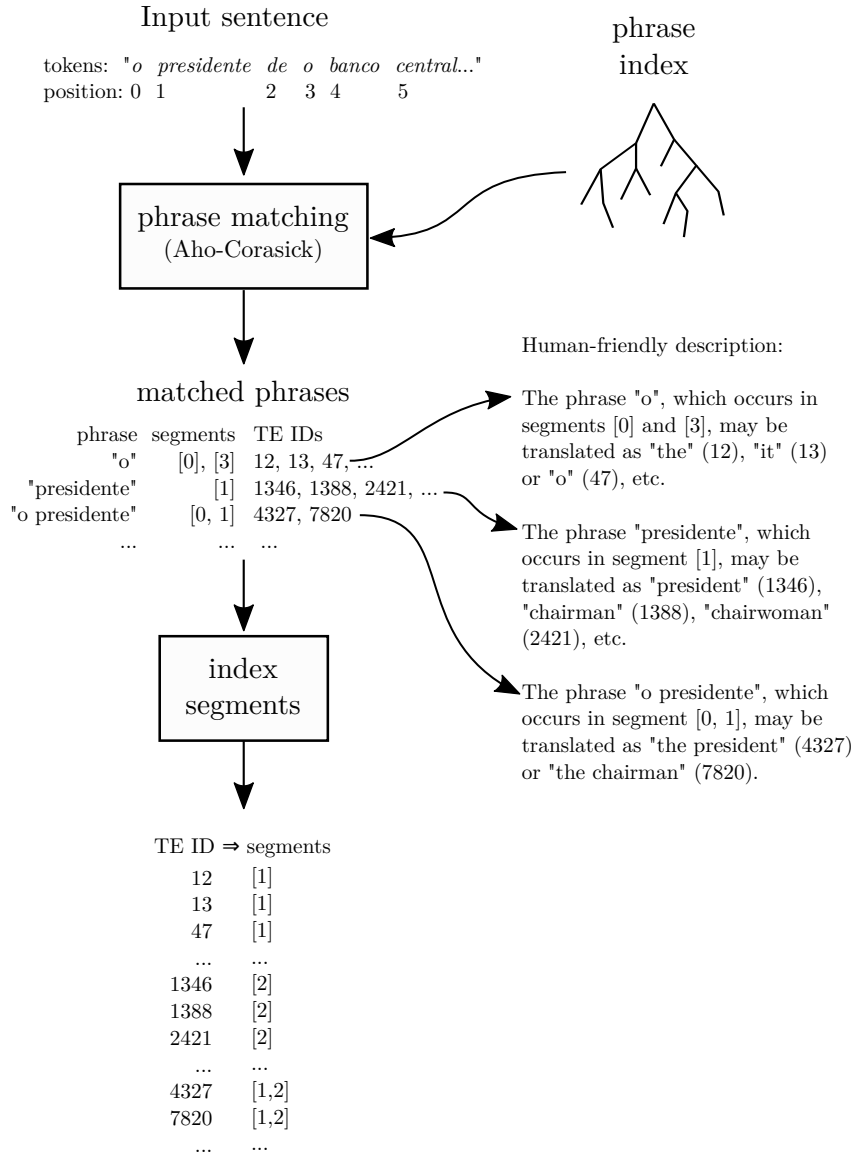 Input sentence
tokens: "o presidente de o banco central..."
position: 0 1 2 3 4 5
phrase
index
phrase matching
(Aho-Corasick)
matched phrases
phrase segments TE IDs
"o" [0], [3] 12, 13, 47, ...
"presidente" [1] 1346, 1388, 2421, ...
"o presidente" [0, 1] 4327, 7820
... ... ...
Human-friendly description:
The phrase "o", which occurs in
segments [0] and [3], may be
translated as "the" (12), "it" (13)
or "o" (47), etc.
The phrase "presidente", which
occurs in segment [1], may be
translated as "president" (1346),
"chairman" (1388), "chairwoman"
(2421), etc.
The phrase "o presidente", which
occurs in segment [0, 1], may be
translated as "the president" (4327)
or "the chairman" (7820).
index
segments
TE ID ⇒ segments
12 [1]
13 [1]
47 [1]
... ...
1346 [2]
1388 [2]
2421 [2]
... ...
4327 [1,2]
7820 [1,2]
... ...